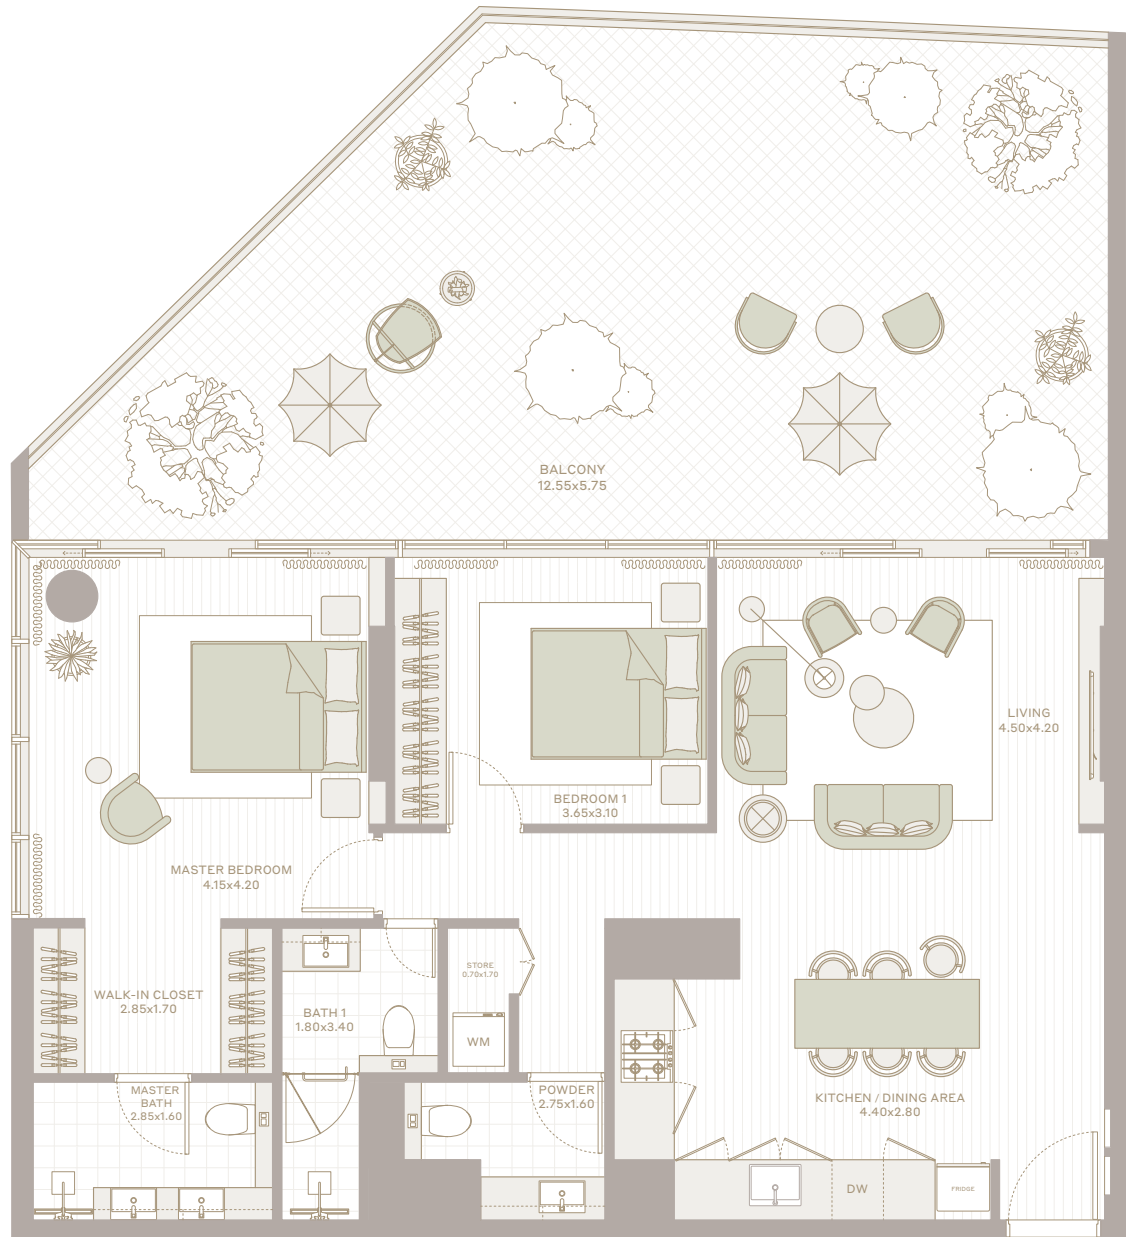 BALCONY
12.55x5.75
LIVING
4.50x4.20
BEDROOM 1
3.65x3.10
MASTER BEDROOM
4.15x4.20
STORE
0.70x1.70
WALK-IN CLOSET
2.85x1.70
BATH 1
1.80x3.40
WM
MASTER
BATH
2.85x1.60
POWDER
2.75x1.60
KITCHEN / DINING AREA
4.40x2.80
DW
FRIDGE